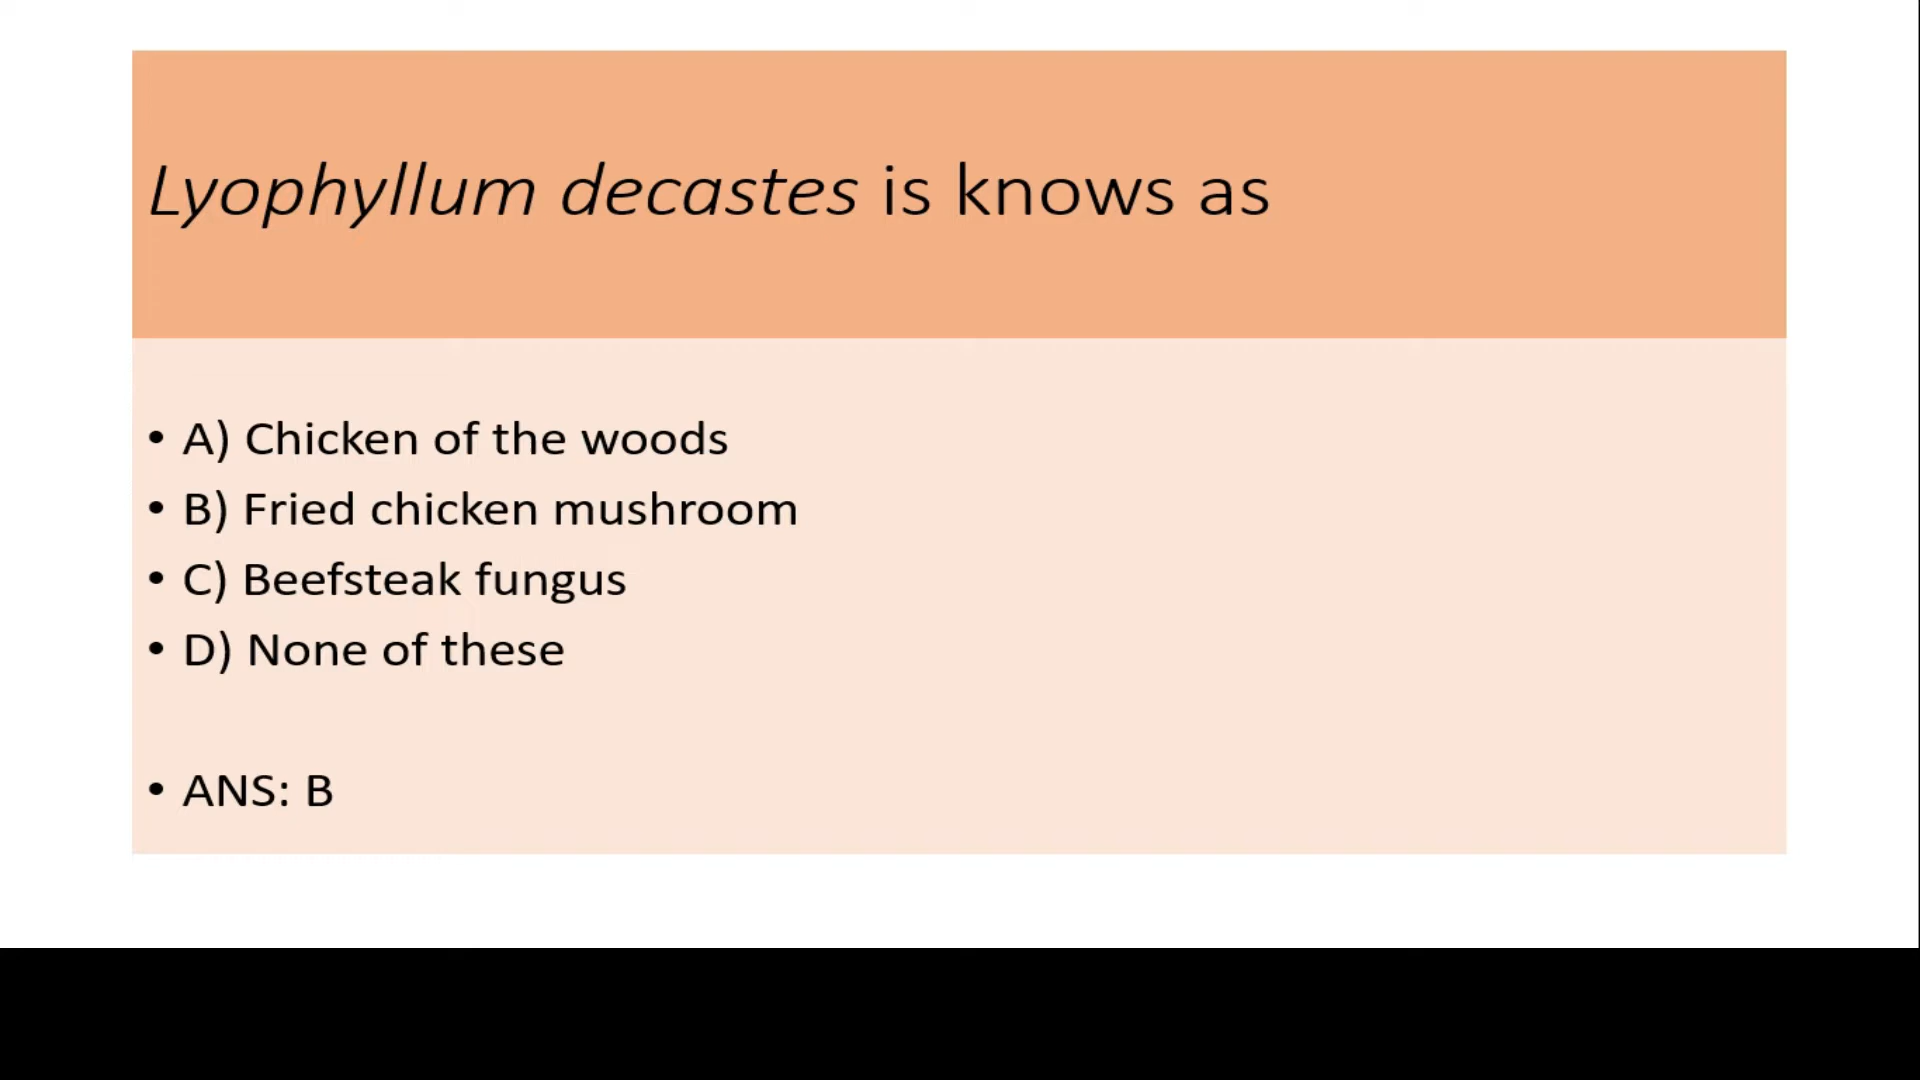 Lyophyllum decastes is knows as
• A) Chicken of the woods
• B) Fried chicken mushroom
• C) Beefsteak fungus
• D) None of these
• ANS: B